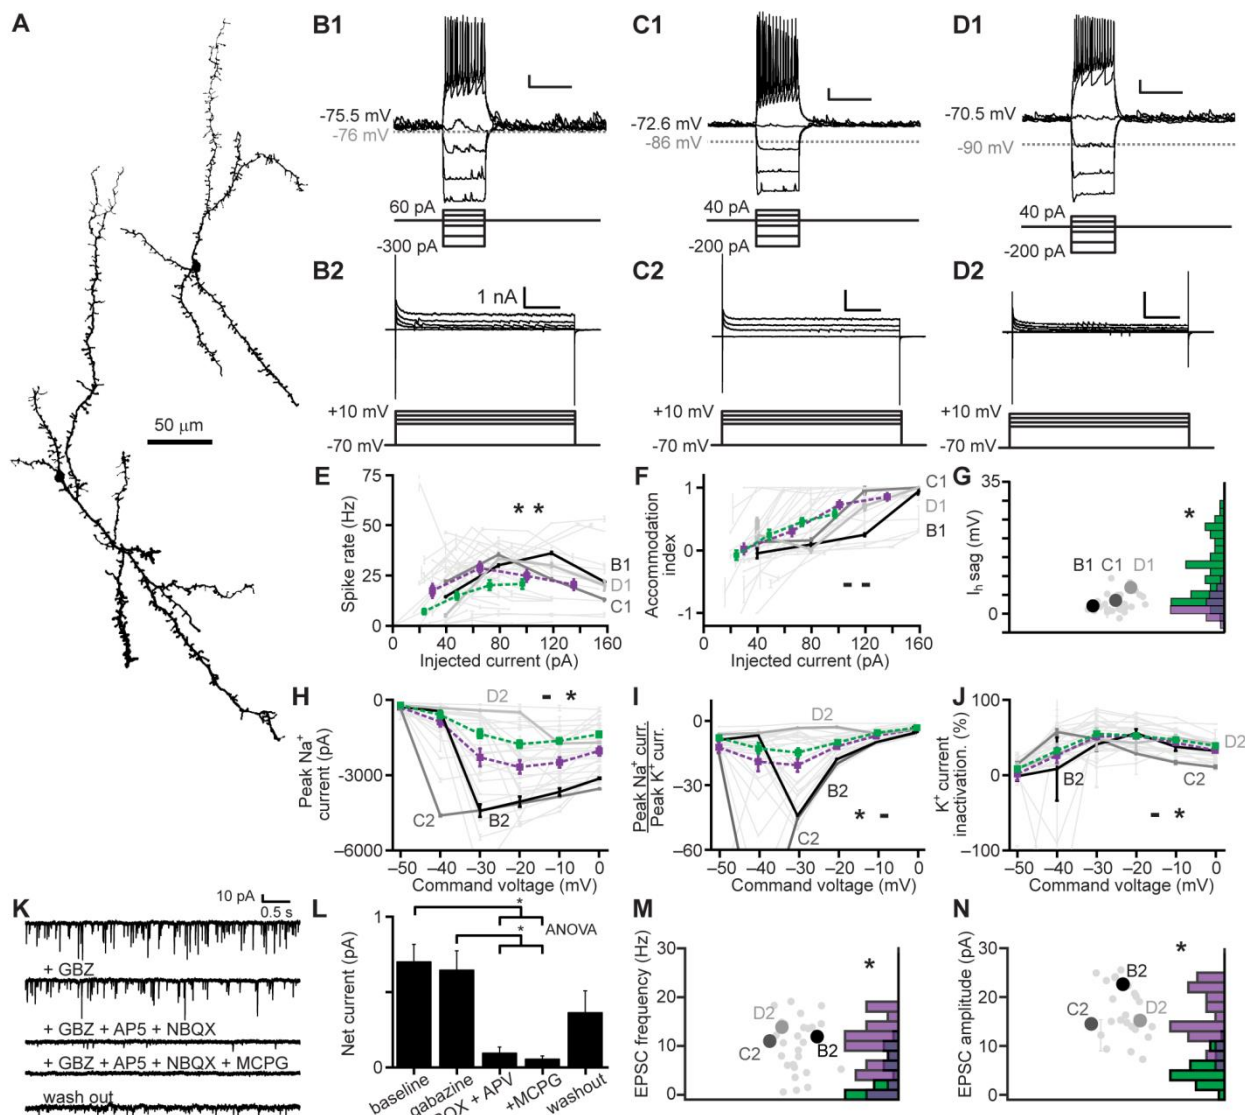 A
50 μm
B1
-75.5 mV
-76 mV
60 pA
-300 pA
C1
-72.6 mV
-86 mV
40 pA
-200 pA
D1
-70.5 mV
-90 mV
40 pA
-200 pA
B2
1 nA
+10 mV
-70 mV
C2
+10 mV
-70 mV
D2
+10 mV
-70 mV
E
Spike rate (Hz)
75
50
25
0
* *
B1
D1
C1
0 40 80 120 160
Injected current (pA)
F
Accommodation
index
1
0
-1
C1
D1
B1
– –
0 40 80 120 160
Injected current (pA)
G
Ih sag (mV)
35
0
*
B1 C1 D1
H
Peak Na+
current (pA)
0
–3000
–6000
D2
– *
C2
B2
–50 –40 –30 –20 –10 0
Command voltage (mV)
I
Peak Na+ curr.
Peak K+ curr.
0
–30
–60
D2
B2
C2
* –
–50 –40 –30 –20 –10 0
Command voltage (mV)
J
K+ current
inactivation. (%)
100
0
–100
D2
B2
C2
– *
–50 –40 –30 –20 –10 0
Command voltage (mV)
K
10 pA
0.5 s
+ GBZ
+ GBZ + AP5 + NBQX
+ GBZ + AP5 + NBQX + MCPG
wash out
L
Net current (pA)
1
0
*
*
ANOVA
baseline
gabazine
QX + APV
+MCPG
washout
M
EPSC frequency (Hz)
30
20
10
0
*
D2
C2
B2
N
EPSC amplitude (pA)
30
20
10
0
*
B2
C2
D2